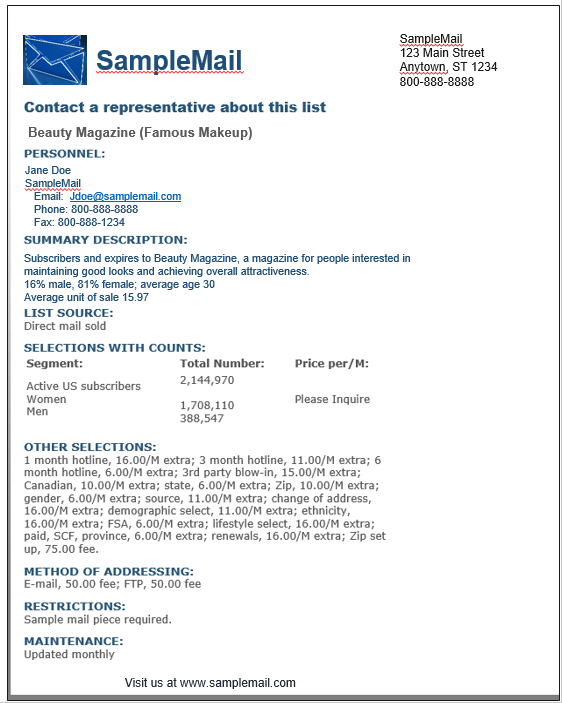 SampleMail
SampleMail
123 Main Street
Anytown, ST 1234
800-888-8888
Contact a representative about this list
Beauty Magazine (Famous Makeup)
PERSONNEL:
Jane Doe
SampleMail
Email: Jdoe@samplemail.com
Phone: 800-888-8888
Fax: 800-888-1234
SUMMARY DESCRIPTION:
Subscribers and expires to Beauty Magazine, a magazine for people interested in
maintaining good looks and achieving overall attractiveness.
16% male, 81% female; average age 30
Average unit of sale 15.97
LIST SOURCE:
Direct mail sold
SELECTIONS WITH COUNTS:
Segment: Total Number: Price per/M:
Active US subscribers 2,144,970
Women 1,708,110 Please Inquire
Men 388,547
OTHER SELECTIONS:
1 month hotline, 16.00/M extra; 3 month hotline, 11.00/M extra; 6
month hotline, 6.00/M extra; 3rd party blow-in, 15.00/M extra;
Canadian, 10.00/M extra; state, 6.00/M extra; Zip, 10.00/M extra;
gender, 6.00/M extra; source, 11.00/M extra; change of address,
16.00/M extra; demographic select, 11.00/M extra; ethnicity,
16.00/M extra; FSA, 6.00/M extra; lifestyle select, 16.00/M extra;
paid, SCF, province, 6.00/M extra; renewals, 16.00/M extra; Zip set
up, 75.00 fee.
METHOD OF ADDRESSING:
E-mail, 50.00 fee; FTP, 50.00 fee
RESTRICTIONS:
Sample mail piece required.
MAINTENANCE:
Updated monthly
Visit us at www.samplemail.com